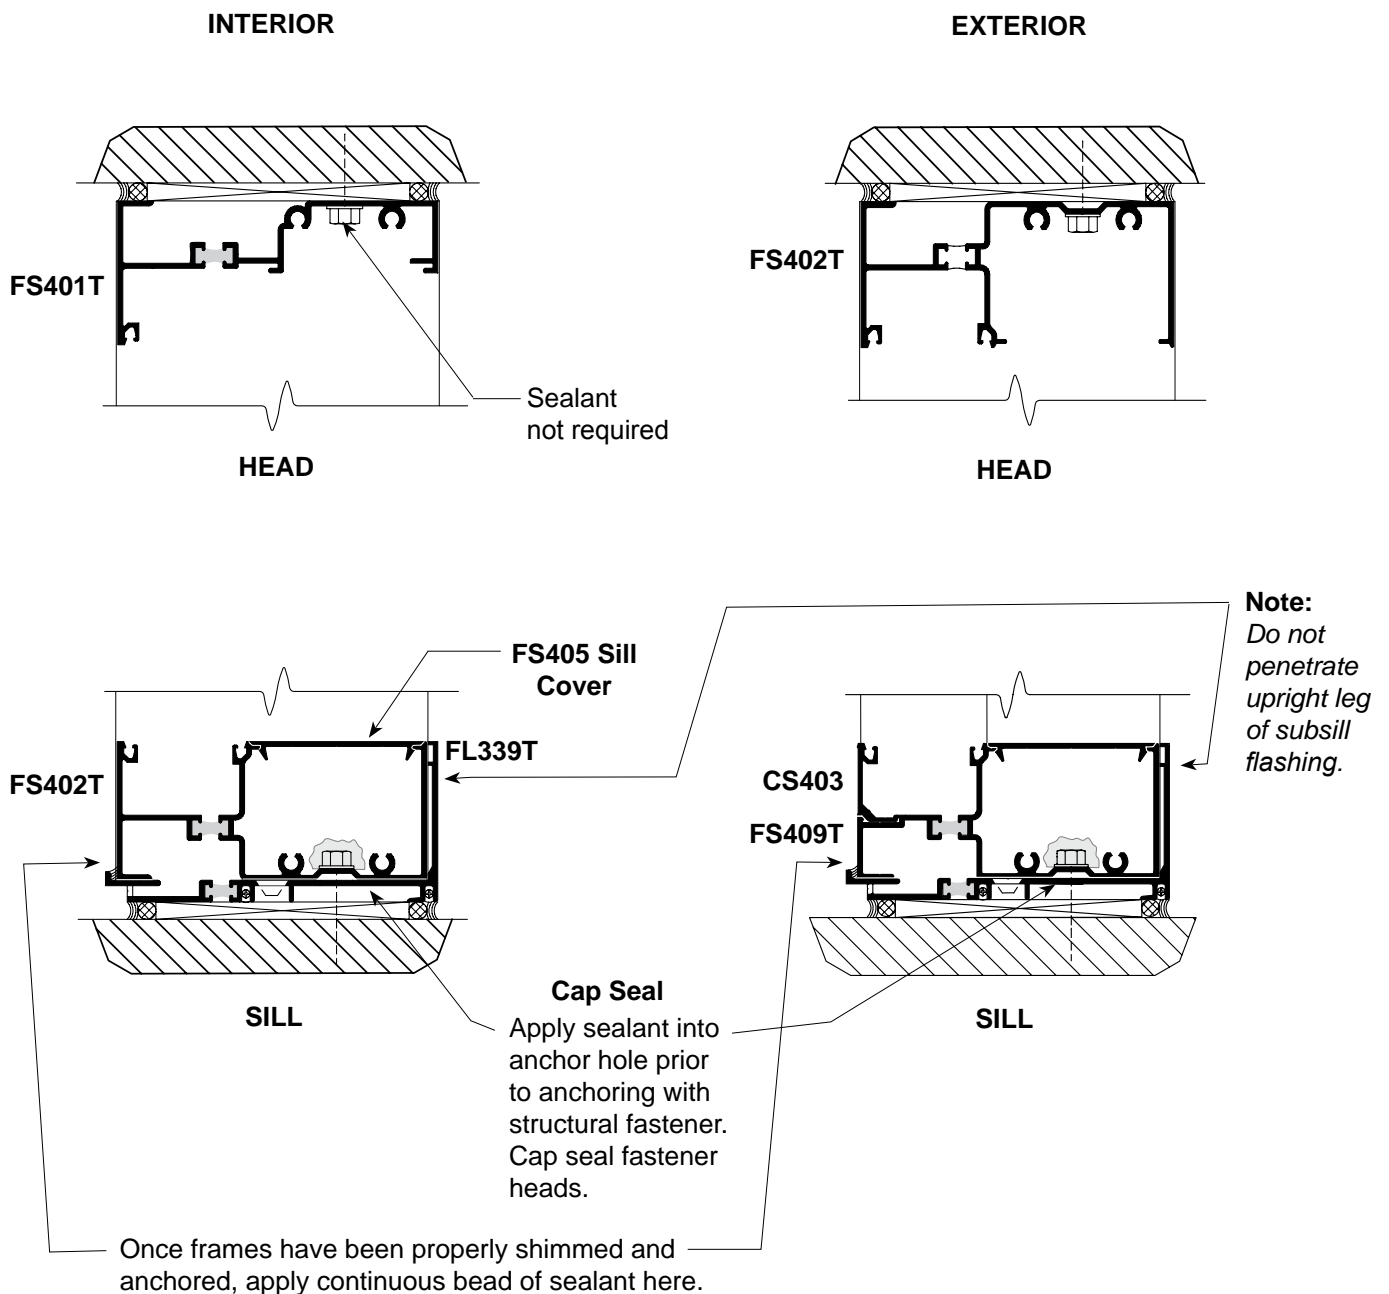 INTERIOR
EXTERIOR
FS401T
FS402T
Sealant
not required
HEAD
HEAD
FS405 Sill
Cover
Note:
Do not
penetrate
upright leg
of subsill
flashing.
FL339T
FS402T
CS403
FS409T
SILL
SILL
Cap Seal
Apply sealant into
anchor hole prior
to anchoring with
structural fastener.
Cap seal fastener
heads.
Once frames have been properly shimmed and
anchored, apply continuous bead of sealant here.